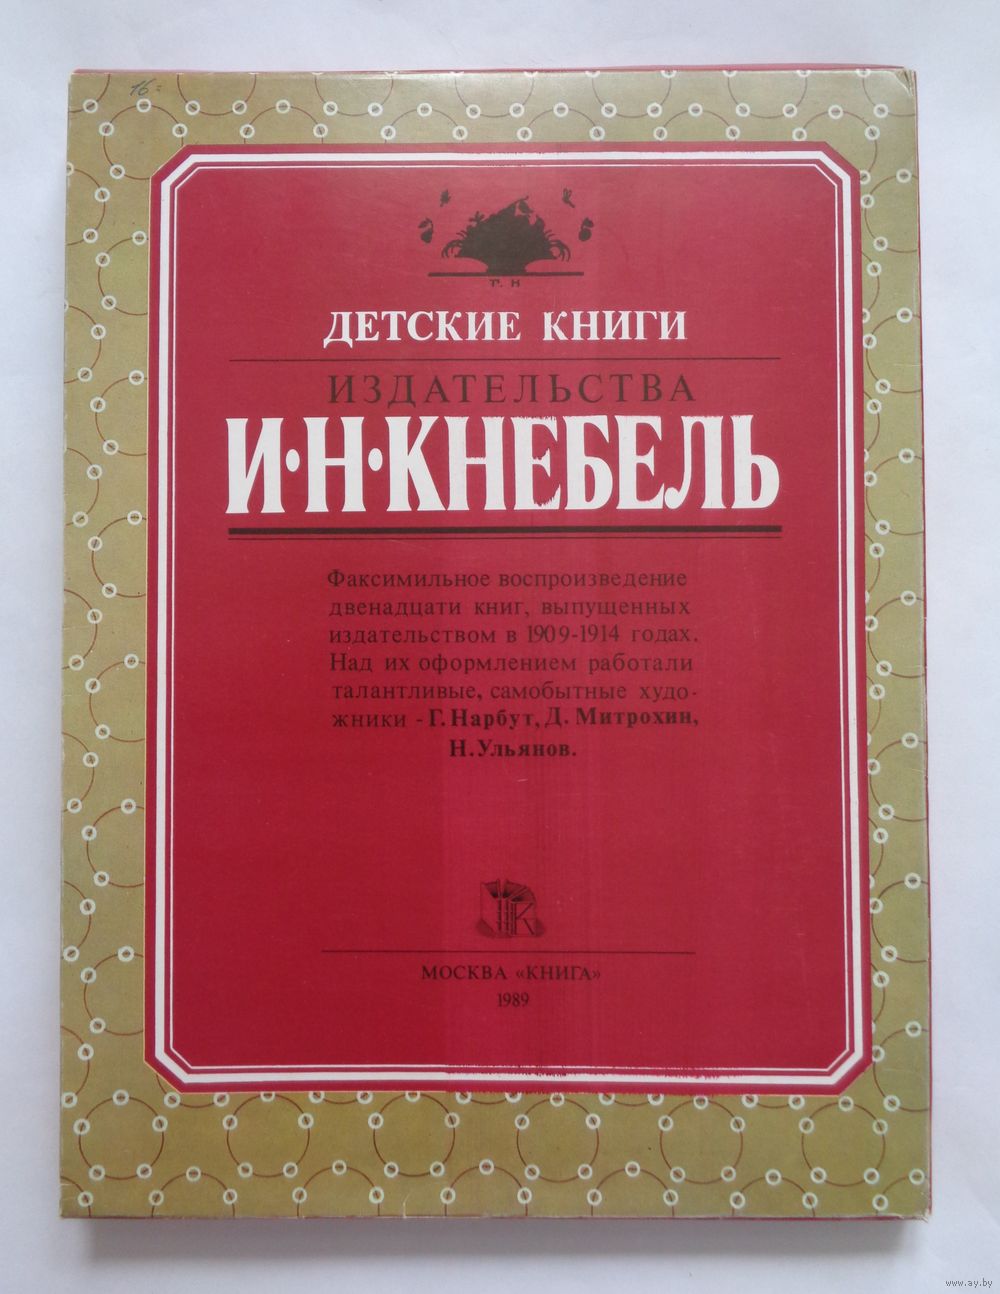 16=
Г. Н
ДЕТСКИЕ КНИГИ
ИЗДАТЕЛЬСТВА
И·Н·КНЕБЕЛЬ
Факсимильное воспроизведение
двенадцати книг, выпущенных
издательством в 1909-1914 годах.
Над их оформлением работали
талантливые, самобытные худо-
жники - Г. Нарбут, Д. Митрохин,
Н. Ульянов.
К
МОСКВА «КНИГА»
1989
www.ay.by